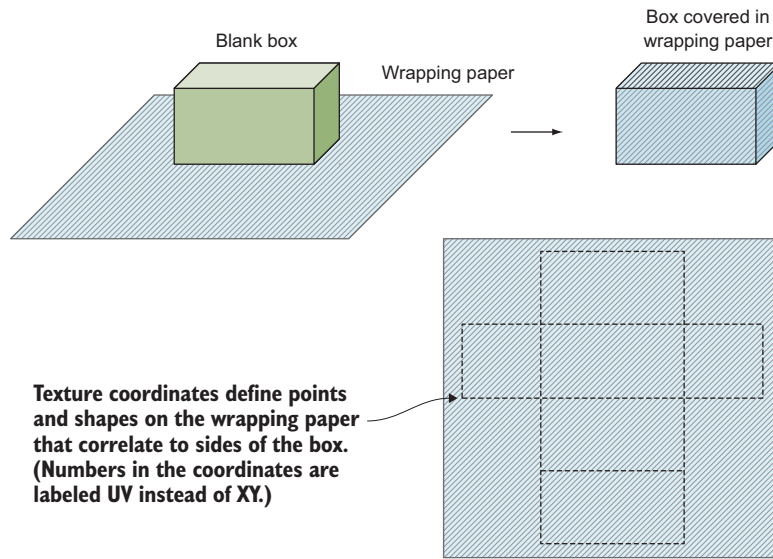 Blank box
Wrapping paper
Box covered in
wrapping paper
Texture coordinates define points
and shapes on the wrapping paper
that correlate to sides of the box.
(Numbers in the coordinates are
labeled UV instead of XY.)